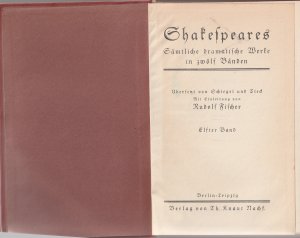 Shakespeares
Sämtliche dramatische Werke
in zwölf Bänden
Übersetzt von Schlegel und Tieck
Mit Einleitung von
Rudolf Fischer
Elfter Band
Berlin-Leipzig
Verlag von Th. Knaur Nachf.